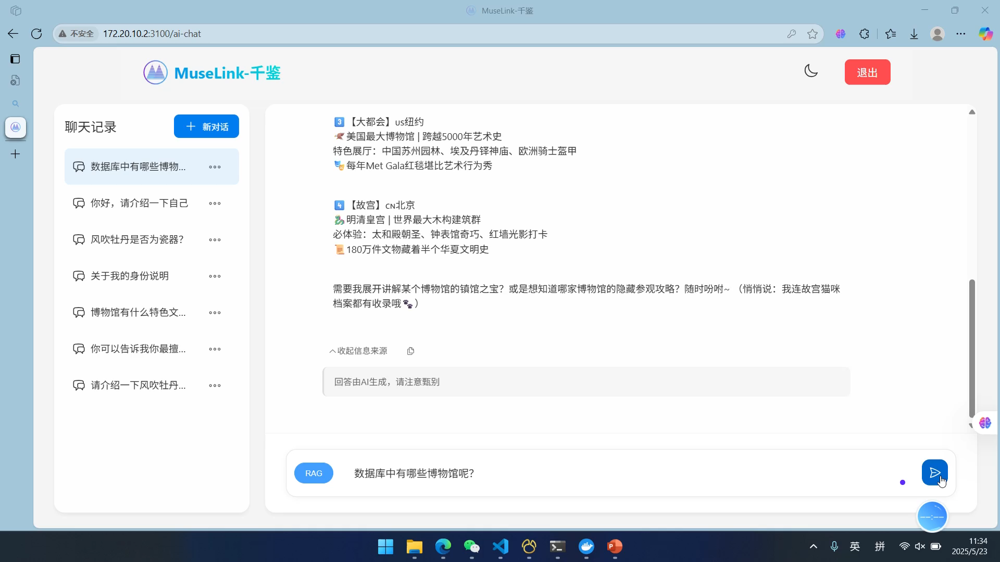 MuseLink-千鉴
不安全
172.20.10.2:3100/ai-chat
MuseLink-千鉴
退出
聊天记录
新对话
数据库中有哪些博物...
你好，请介绍一下自己
风吹牡丹是否为瓷器？
关于我的身份说明
博物馆有什么特色文...
你可以告诉我你最擅...
请介绍一下风吹牡丹...
3【大都会】us纽约
美国最大博物馆 | 跨越5000年艺术史
特色展厅：中国苏州园林、埃及丹铎神庙、欧洲骑士盔甲
每年Met Gala红毯堪比艺术行为秀
4【故宫】CN北京
明清皇宫 | 世界最大木构建筑群
必体验：太和殿朝圣、钟表馆奇巧、红墙光影打卡
180万件文物藏着半个华夏文明史
需要我展开讲解某个博物馆的镇馆之宝？或是想知道哪家博物馆的隐藏参观攻略？随时吩咐~ （悄悄说：我连故宫猫咪
档案都有收录哦🐾）
收起信息来源
回答由AI生成，请注意甄别
RAG
数据库中有哪些博物馆呢？
--:--
英
拼
11:34
2025/5/23